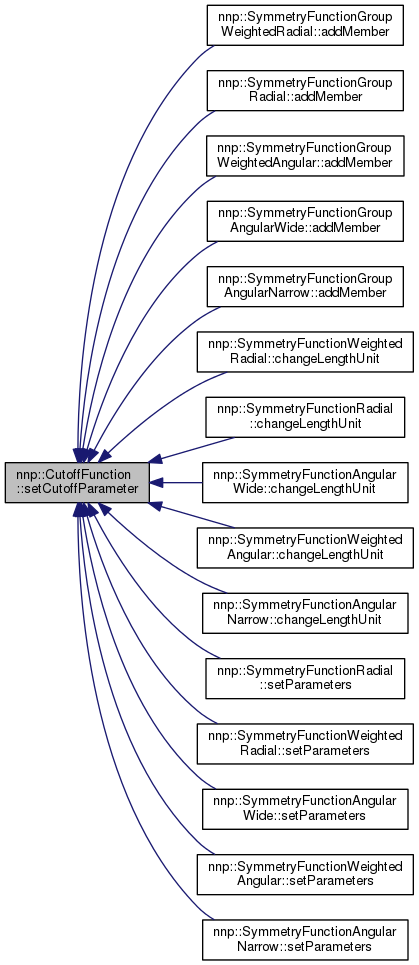 nnp::SymmetryFunctionGroup
WeightedRadial::addMember
nnp::SymmetryFunctionGroup
Radial::addMember
nnp::SymmetryFunctionGroup
WeightedAngular::addMember
nnp::SymmetryFunctionGroup
AngularWide::addMember
nnp::SymmetryFunctionGroup
AngularNarrow::addMember
nnp::SymmetryFunctionWeighted
Radial::changeLengthUnit
nnp::SymmetryFunctionRadial
::changeLengthUnit
nnp::CutoffFunction
::setCutoffParameter
nnp::SymmetryFunctionAngular
Wide::changeLengthUnit
nnp::SymmetryFunctionWeighted
Angular::changeLengthUnit
nnp::SymmetryFunctionAngular
Narrow::changeLengthUnit
nnp::SymmetryFunctionRadial
::setParameters
nnp::SymmetryFunctionWeighted
Radial::setParameters
nnp::SymmetryFunctionAngular
Wide::setParameters
nnp::SymmetryFunctionWeighted
Angular::setParameters
nnp::SymmetryFunctionAngular
Narrow::setParameters